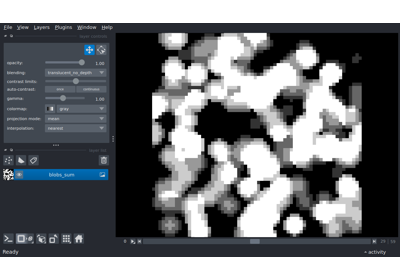 File View Layers Plugins Window Help
opacity: 1.00
blending: translucent_no_depth
contrast limits:
auto-contrast: once continuous
gamma: 1.00
colormap: gray
projection mode: mean
interpolation: nearest
blobs_sum
Ready
activity